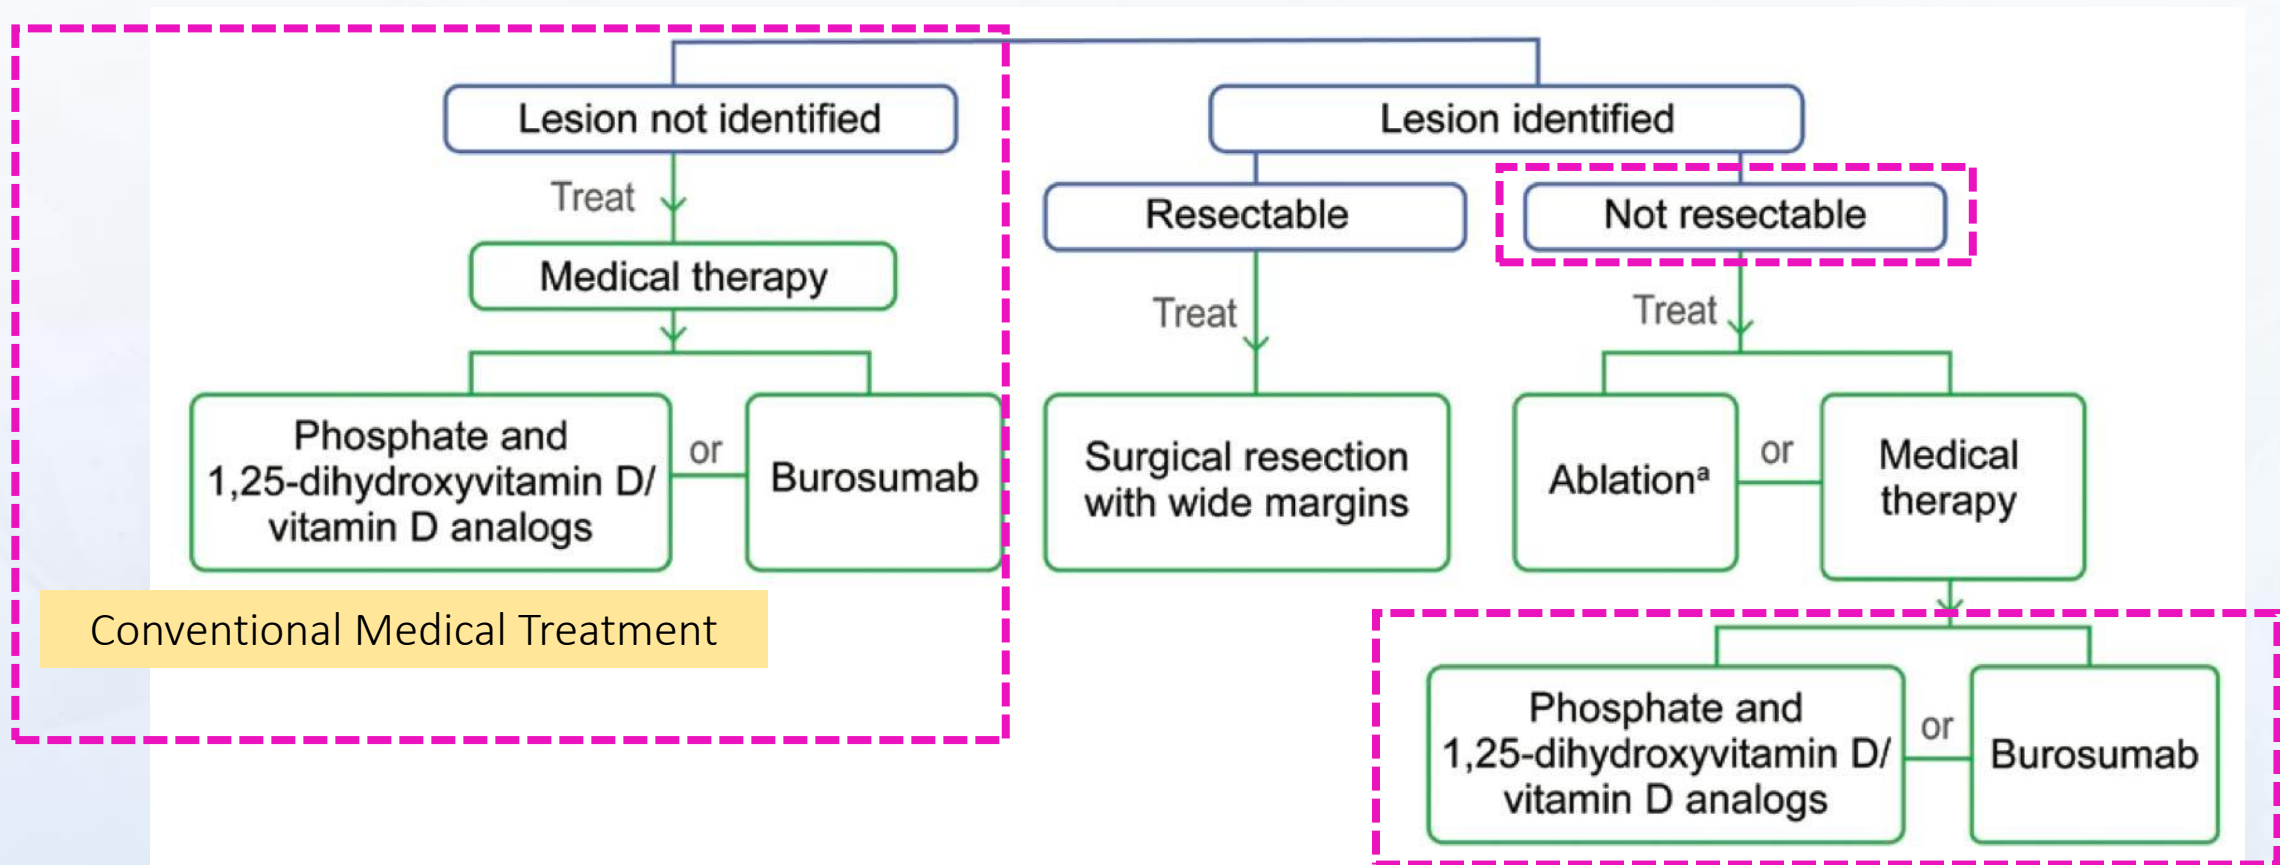 Lesion not identified
Lesion identified
Treat
Resectable
Not resectable
Medical therapy
Treat
Treat
Phosphate and
1,25-dihydroxyvitamin D/
vitamin D analogs
or
Burosumab
Surgical resection
with wide margins
Ablationᵃ
or
Medical
therapy
Conventional Medical Treatment
Phosphate and
1,25-dihydroxyvitamin D/
vitamin D analogs
or
Burosumab